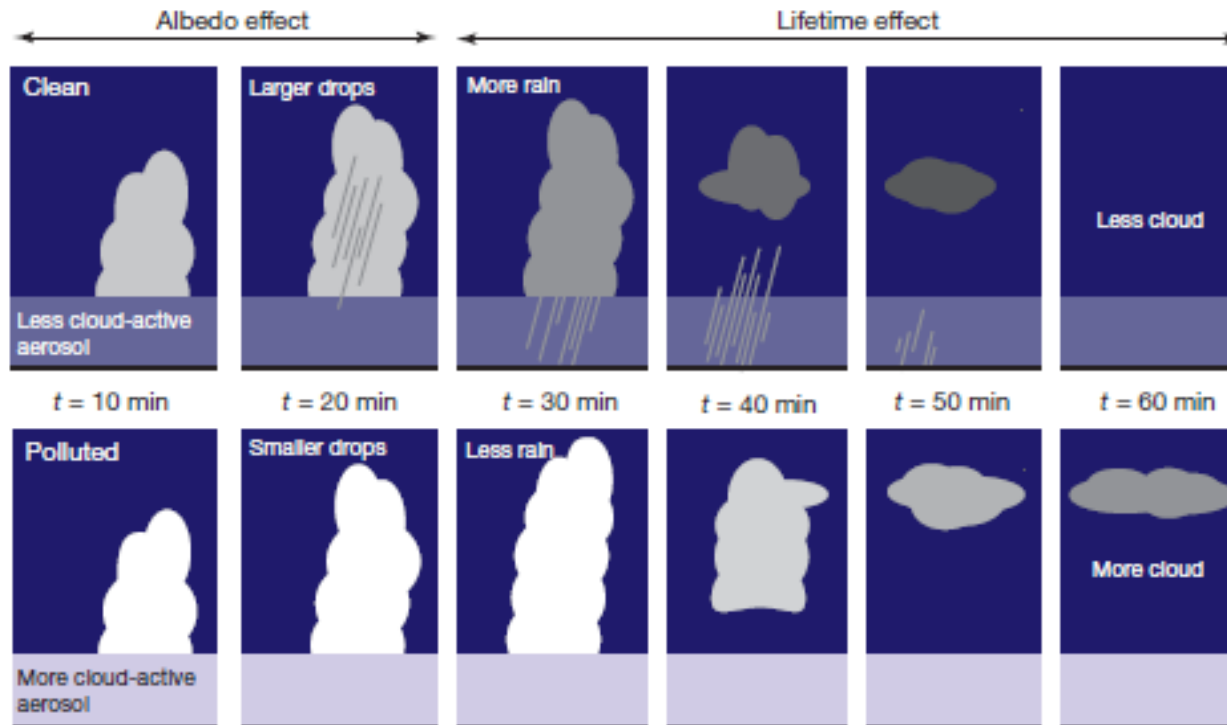 Albedo effect
Lifetime effect
Clean
Larger drops
More rain
Less cloud
Less cloud-active
aerosol
t = 10 min
t = 20 min
t = 30 min
t = 40 min
t = 50 min
t = 60 min
Polluted
Smaller drops
Less rain
More cloud
More cloud-active
aerosol